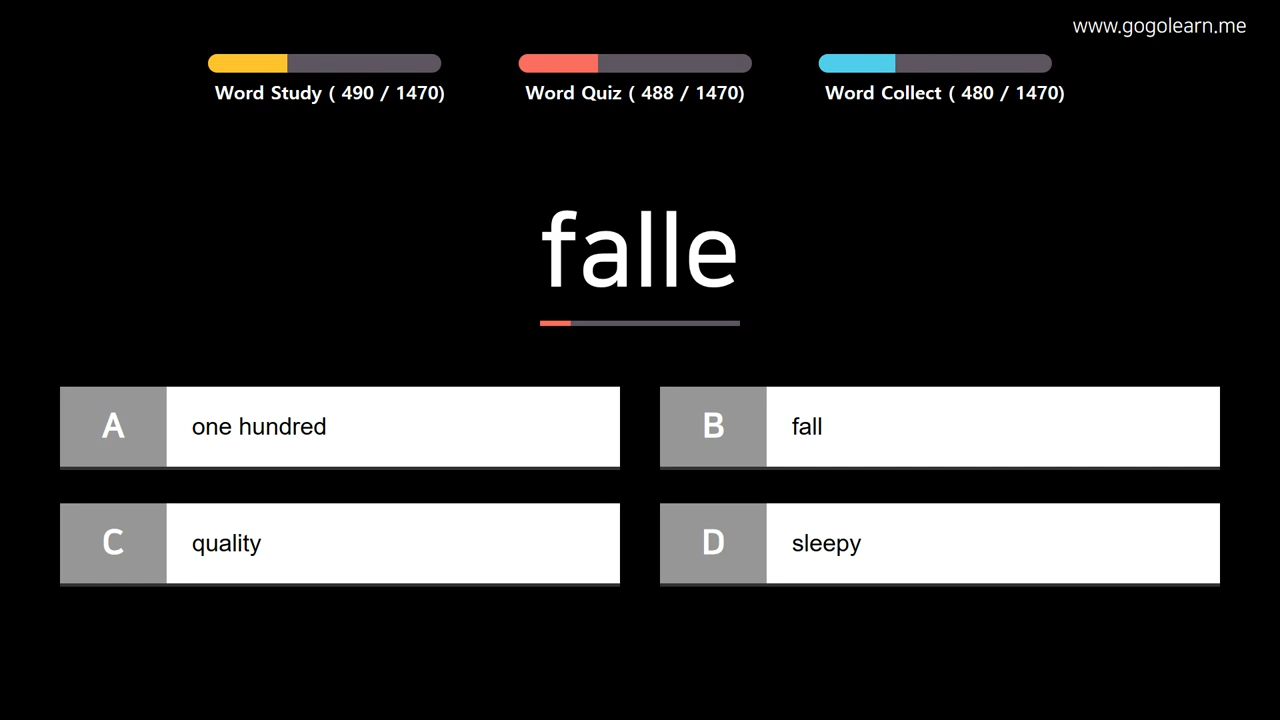 www.gogolearn.me
Word Study ( 490 / 1470)
Word Quiz ( 488 / 1470)
Word Collect ( 480 / 1470)
falle
A one hundred
B fall
C quality
D sleepy